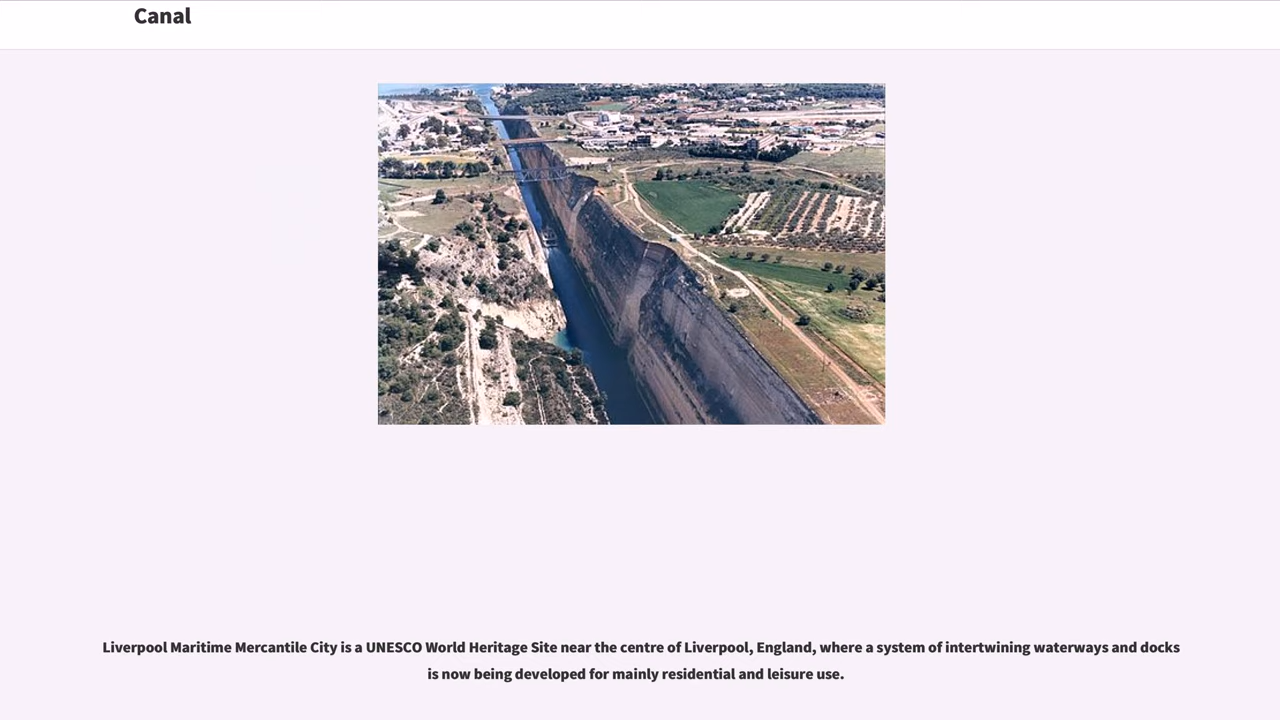 Canal
Liverpool Maritime Mercantile City is a UNESCO World Heritage Site near the centre of Liverpool, England, where a system of intertwining waterways and docks
is now being developed for mainly residential and leisure use.